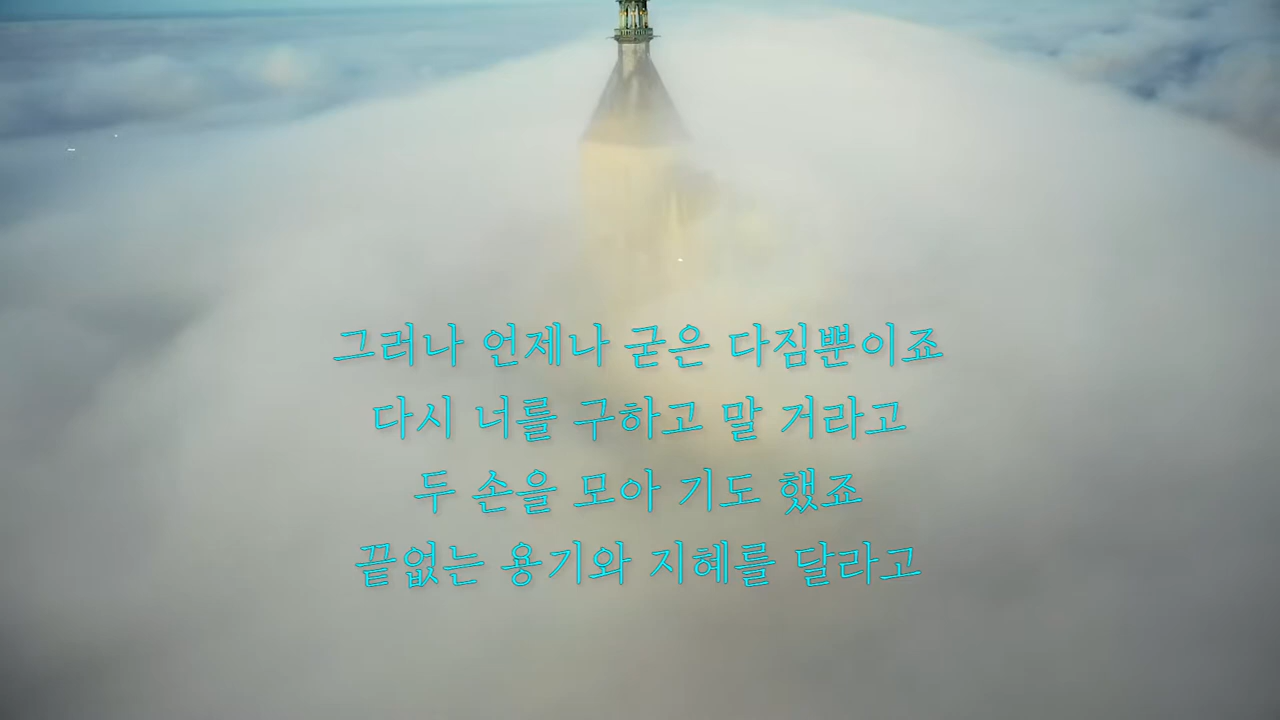 그러나 언제나 굳은 다짐뿐이죠
다시 너를 구하고 말 거라고
두 손을 모아 기도 했죠
끝없는 용기와 지혜를 달라고